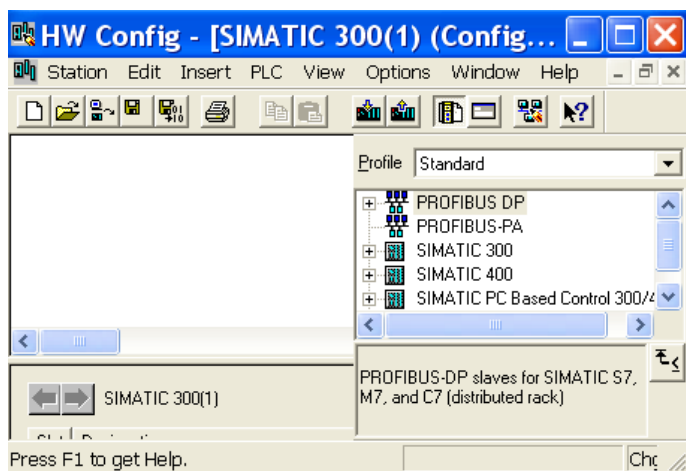 HW Config - [SIMATIC 300(1) (Config...
Station Edit Insert PLC View Options Window Help
Profile Standard
PROFIBUS DP
PROFIBUS-PA
SIMATIC 300
SIMATIC 400
SIMATIC PC Based Control 300/4
PROFIBUS-DP slaves for SIMATIC S7,
M7, and C7 (distributed rack)
SIMATIC 300(1)
Press F1 to get Help.
Chg